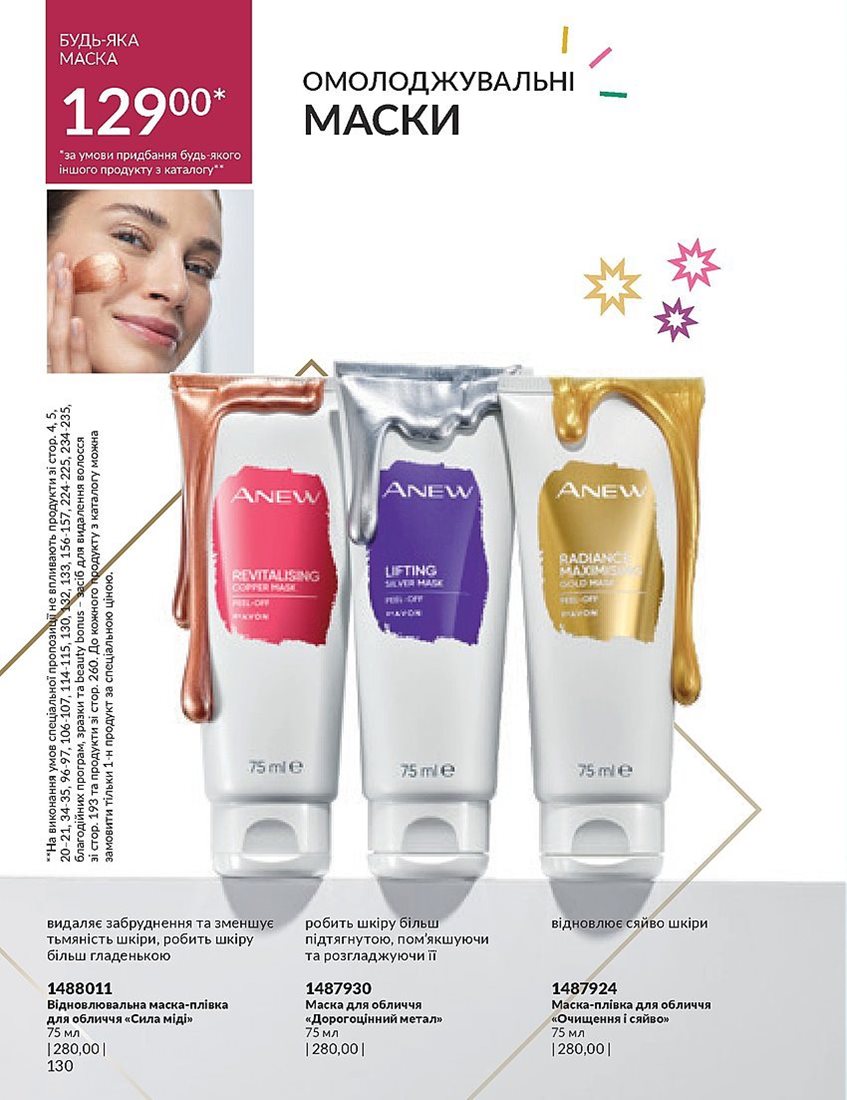 БУДЬ-ЯКА
МАСКА
129⁰⁰*
*за умови придбання будь-якого
іншого продукту з каталогу**
ОМОЛОДЖУВАЛЬНІ
МАСКИ
**На виконання умов спеціальної пропозиції не впливають продукти зі стор. 4, 5,
20–21, 34-35, 96-97, 106-107, 114-115, 130, 132, 133, 156-157, 224-225, 234-235,
благодійних програм, зразки та beauty bonus – засіб для видалення волосся
зі стор. 193 та продукти зі стор. 260. До кожного продукту з каталогу можна
замовити тільки 1-н продукт за спеціальною ціною.
ANEW
REVITALISING
COPPER MASK
PEEL-OFF
BY AVON
75 ml e
ANEW
LIFTING
SILVER MASK
PEEL-OFF
BY AVON
75 ml e
ANEW
RADIANCE
MAXIMISING
GOLD MASK
PEEL-OFF
BY AVON
75 ml e
видаляє забруднення та зменшує
тьмяність шкіри, робить шкіру
більш гладенькою
1488011
Відновлювальна маска-плівка
для обличчя «Сила міді»
75 мл
|280,00|
робить шкіру більш
підтягнутою, пом'якшуючи
та розгладжуючи її
1487930
Маска для обличчя
«Дорогоцінний метал»
75 мл
|280,00|
відновлює сяйво шкіри
1487924
Маска-плівка для обличчя
«Очищення і сяйво»
75 мл
|280,00|
130